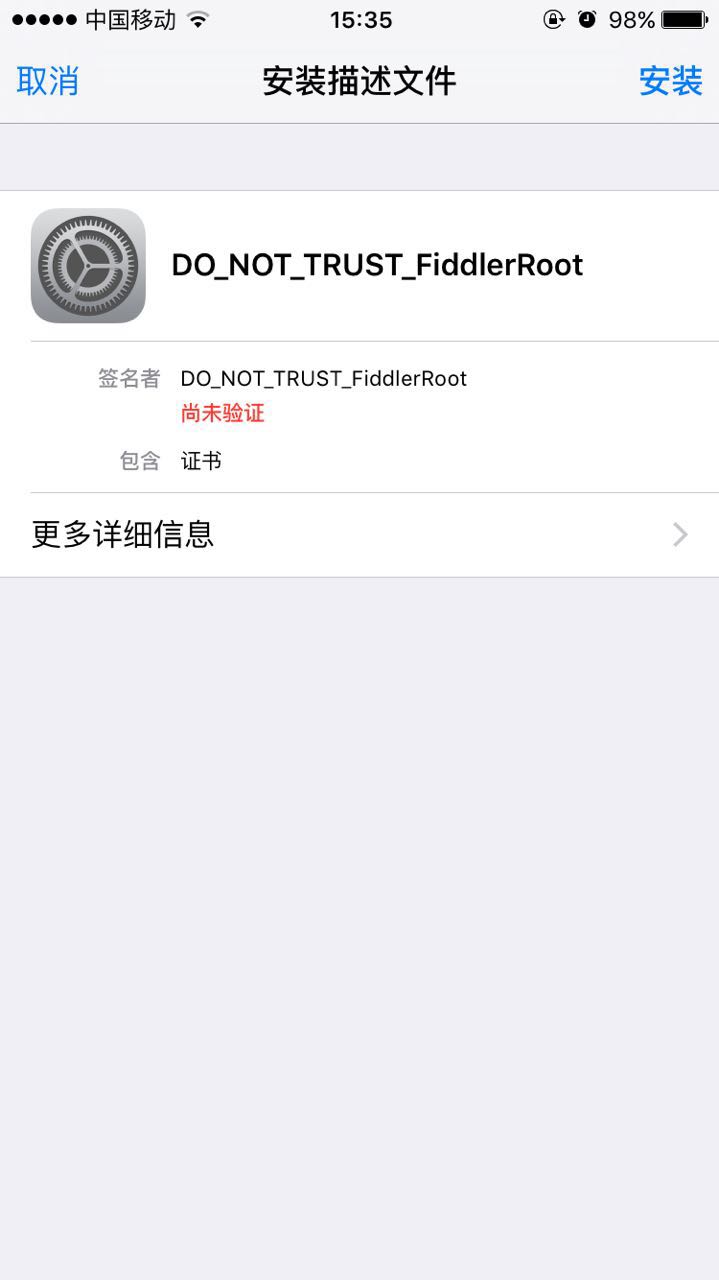 中国移动 15:35 98%
取消 安装描述文件 安装
DO_NOT_TRUST_FiddlerRoot
签名者 DO_NOT_TRUST_FiddlerRoot
尚未验证
包含 证书
更多详细信息